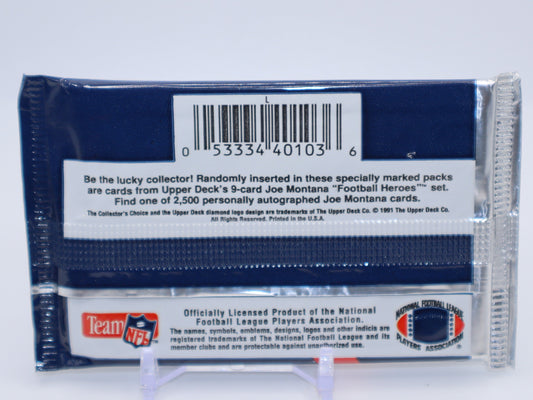 L
0 53334 40103 6
Be the lucky collector! Randomly inserted in these specially marked packs
are cards from Upper Deck's 9-card Joe Montana "Football Heroes"™ set.
Find one of 2,500 personally autographed Joe Montana cards.
The Collector's Choice and the Upper Deck diamond logo design are trademarks of The Upper Deck Co. © 1991 The Upper Deck Co.
All Rights Reserved. Printed in the U.S.A.
Team NFL
Officially Licensed Product of the National
Football League Players Association.
The names, symbols, emblems, designs, logos and other indicia are
registered trademarks of The National Football League and its
member clubs and are protectable against unauthorized use.
NATIONAL FOOTBALL LEAGUE
PLAYERS ASSOCIATION